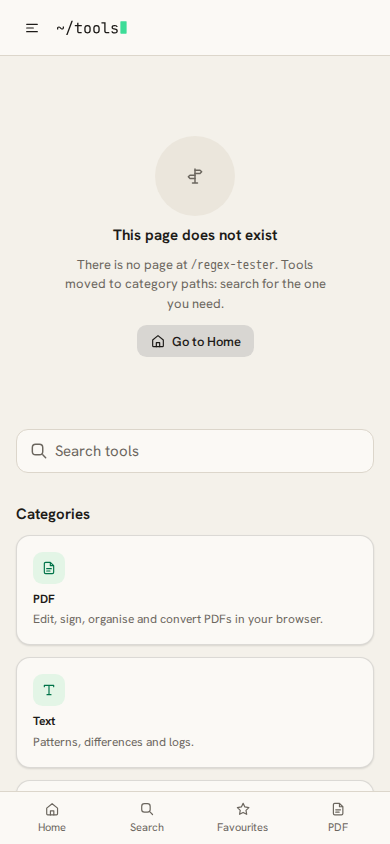 ~/tools
This page does not exist
There is no page at /regex-tester. Tools
moved to category paths: search for the one
you need.
Go to Home
Search tools
Categories
PDF
Edit, sign, organise and convert PDFs in your browser.
Text
Patterns, differences and logs.
Home
Search
Favourites
PDF